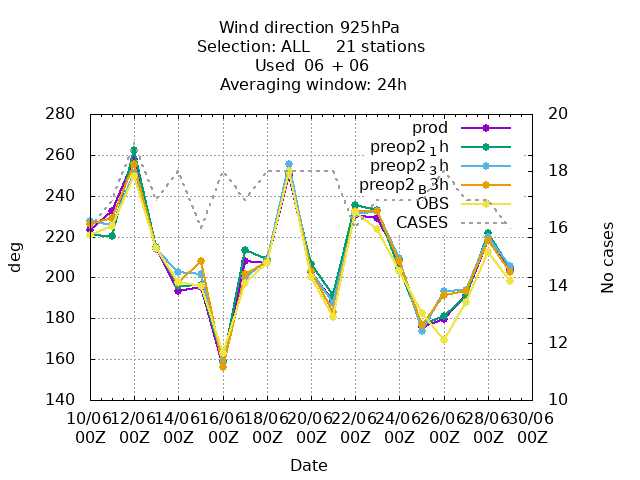 Wind direction 925hPa
Selection: ALL 21 stations
Used 06 + 06
Averaging window: 24h
280
260
240
220
200
180
160
140
deg
20
18
16
14
12
10
No cases
prod
preop2₁h
preop2₃h
preop2_B3h
OBS
CASES
10/06 12/06 14/06 16/06 18/06 20/06 22/06 24/06 26/06 28/06 30/06
00Z 00Z 00Z 00Z 00Z 00Z 00Z 00Z 00Z 00Z 00Z
Date